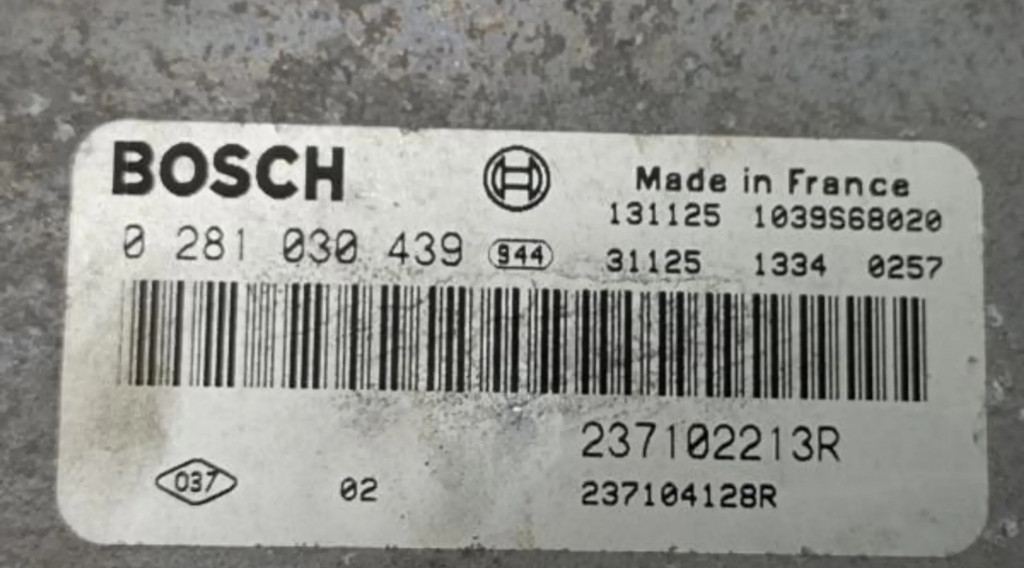 BOSCH
Made in France
131125 1039S68020
0 281 030 439 944
31125 1334 0257
237102213R
037 02 237104128R